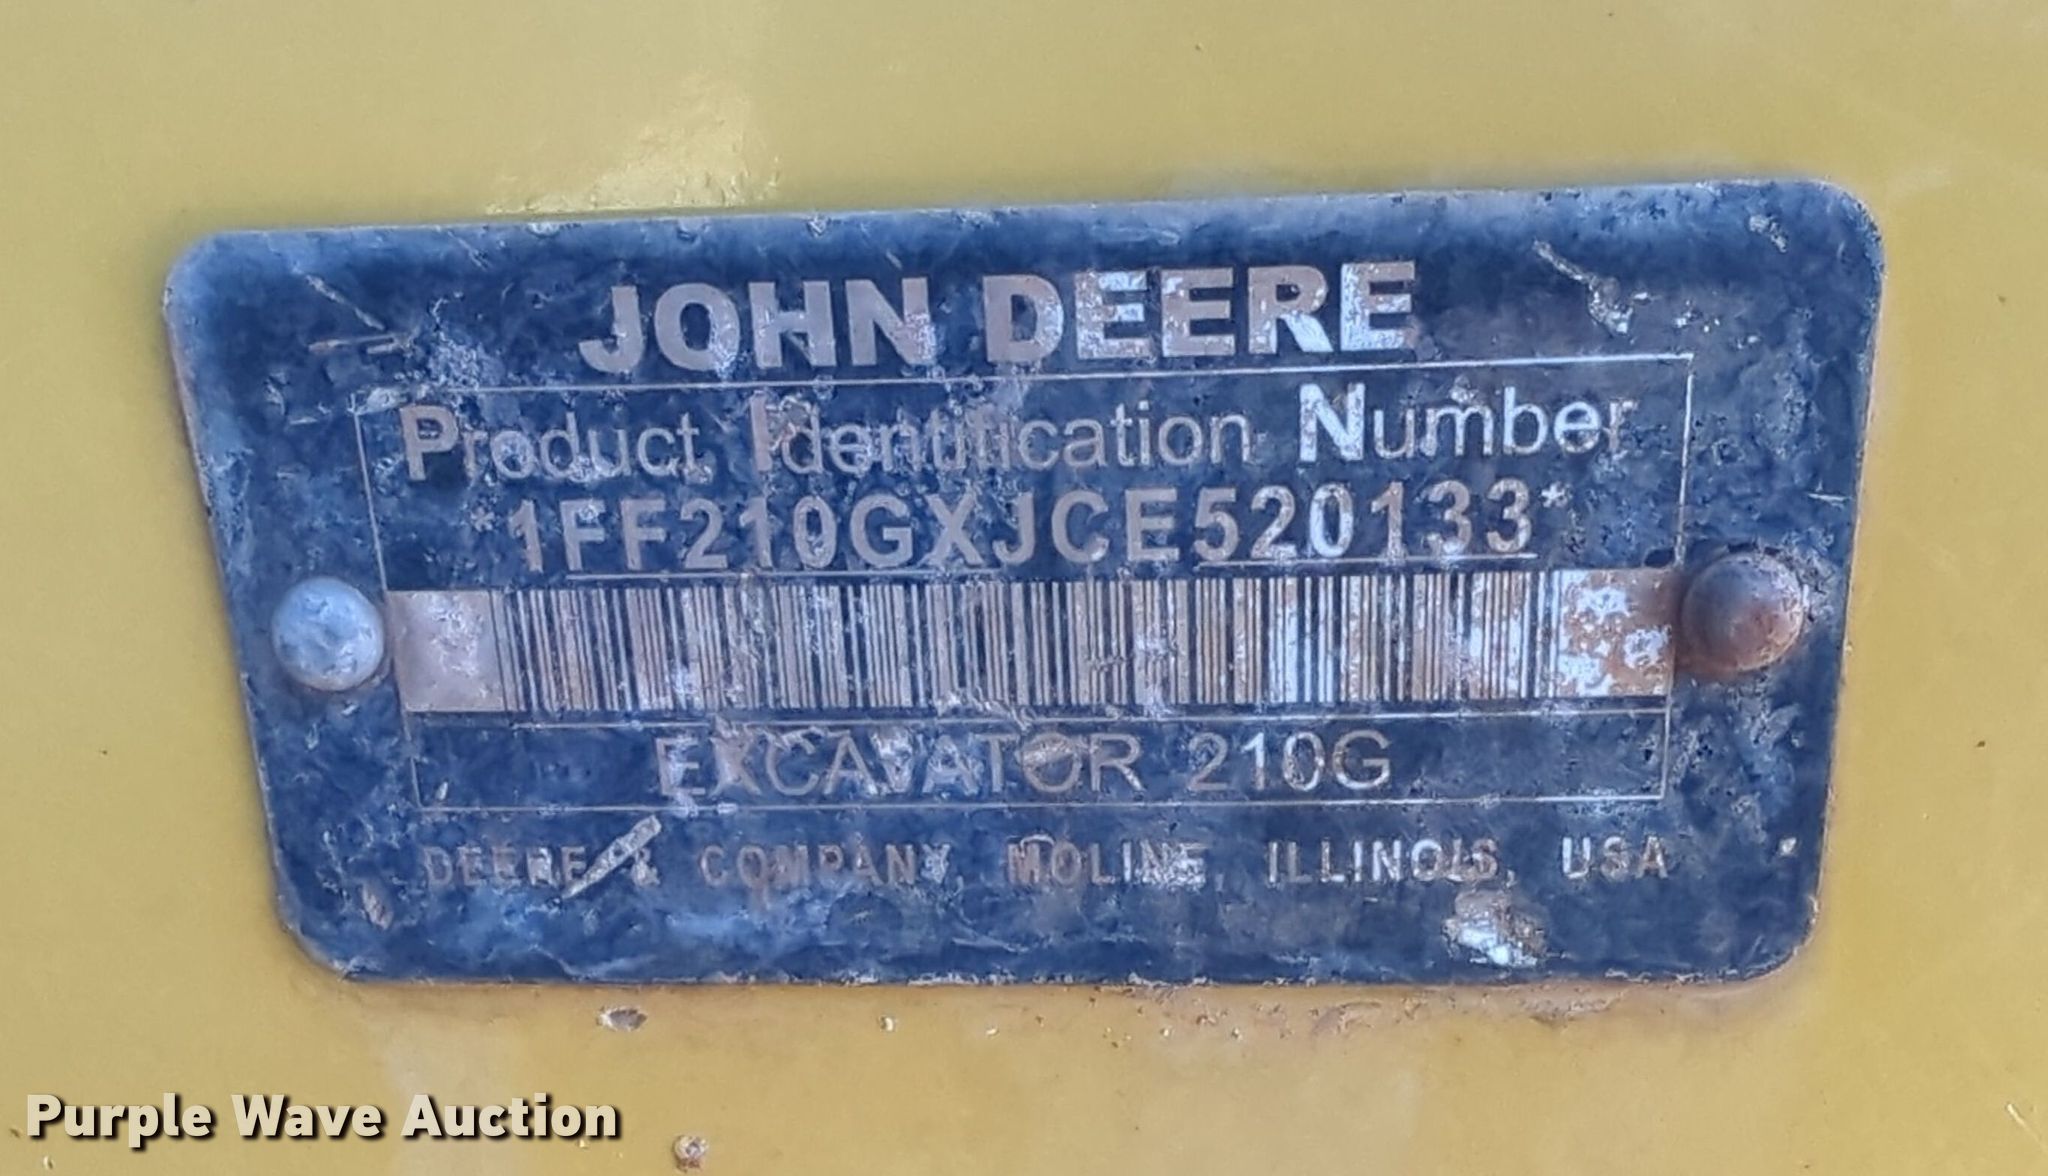 JOHN DEERE
Product Identification Number
*1FF210GXJCE520133*
EXCAVATOR 210G
DEERE & COMPANY, MOLINE, ILLINOIS, USA
Purple Wave Auction